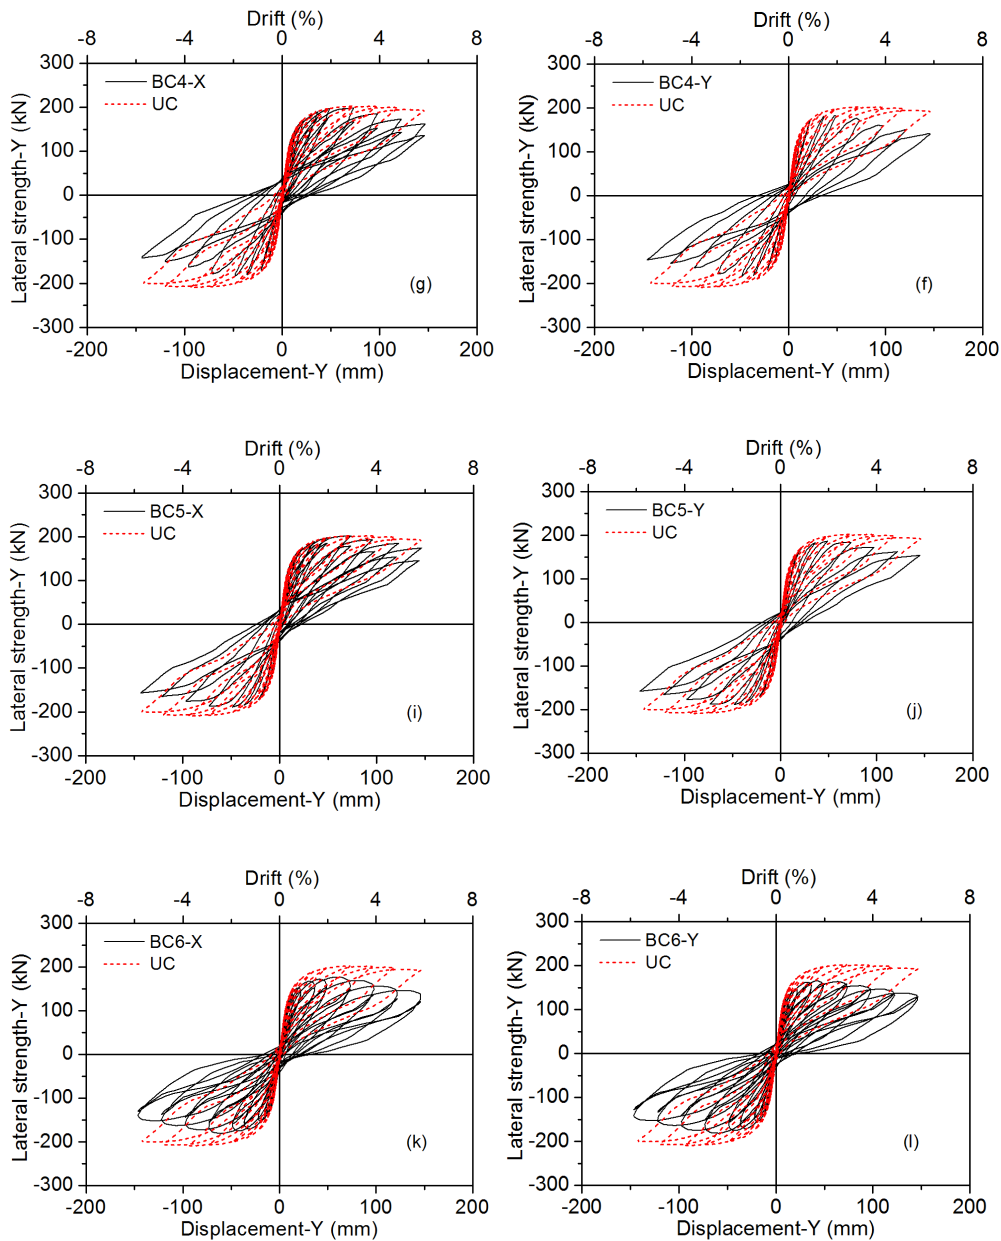 Drift (%)
-8 -4 0 4 8
300
200
100
0
-100
-200
-300
Lateral strength-Y (kN)
BC4-X
UC
(g)
-200 -100 0 100 200
Displacement-Y (mm)
Drift (%)
-8 -4 0 4 8
300
200
100
0
-100
-200
-300
Lateral strength-Y (kN)
BC4-Y
UC
(f)
-200 -100 0 100 200
Displacement-Y (mm)
Drift (%)
-8 -4 0 4 8
300
200
100
0
-100
-200
-300
Lateral strength-Y (kN)
BC5-X
UC
(i)
-200 -100 0 100 200
Displacement-Y (mm)
Drift (%)
-8 -4 0 4 8
300
200
100
0
-100
-200
-300
Lateral strength-Y (kN)
BC5-Y
UC
(j)
-200 -100 0 100 200
Displacement-Y (mm)
Drift (%)
-8 -4 0 4 8
300
200
100
0
-100
-200
-300
Lateral strength-Y (kN)
BC6-X
UC
(k)
-200 -100 0 100 200
Displacement-Y (mm)
Drift (%)
-8 -4 0 4 8
300
200
100
0
-100
-200
-300
Lateral strength-Y (kN)
BC6-Y
UC
(l)
-200 -100 0 100 200
Displacement-Y (mm)